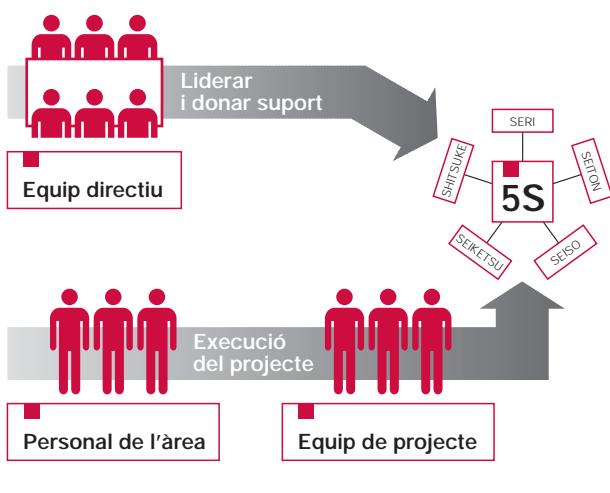 Liderar
i donar suport
Equip directiu
SERI
SEITON
SEISO
SEIKETSU
SHITSUKE
5S
Execució
del projecte
Personal de l'àrea
Equip de projecte